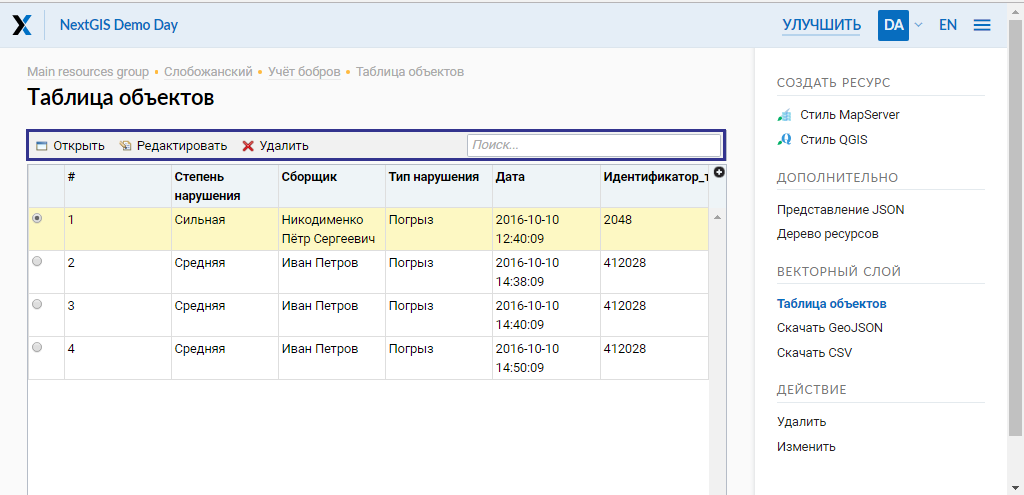 NextGIS Demo Day
УЛУЧШИТЬ
DA
EN
Main resources group • Слобожанский • Учёт бобров • Таблица объектов
Таблица объектов
Открыть Редактировать Удалить Поиск...
# Степень нарушения Сборщик Тип нарушения Дата Идентификатор_т
1 Сильная Никодименко Пётр Сергеевич Погрыз 2016-10-10 12:40:09 2048
2 Средняя Иван Петров Погрыз 2016-10-10 14:38:09 412028
3 Средняя Иван Петров Погрыз 2016-10-10 14:40:09 412028
4 Средняя Иван Петров Погрыз 2016-10-10 14:50:09 412028
СОЗДАТЬ РЕСУРС
Стиль MapServer
Стиль QGIS
ДОПОЛНИТЕЛЬНО
Представление JSON
Дерево ресурсов
ВЕКТОРНЫЙ СЛОЙ
Таблица объектов
Скачать GeoJSON
Скачать CSV
ДЕЙСТВИЕ
Удалить
Изменить